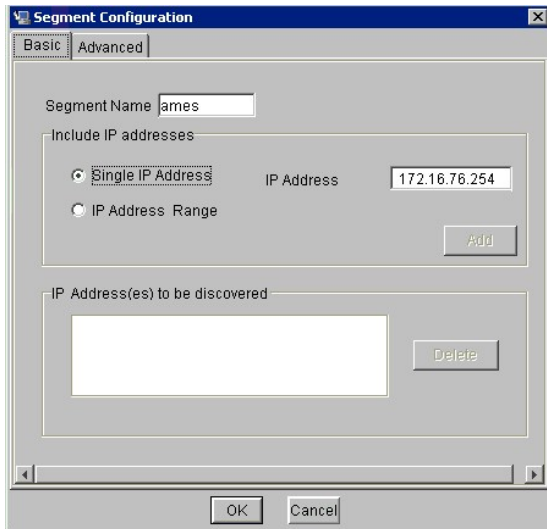 Segment Configuration
Basic Advanced
Segment Name ames
Include IP addresses
Single IP Address IP Address 172.16.76.254
IP Address Range
Add
IP Address(es) to be discovered
Delete
OK Cancel